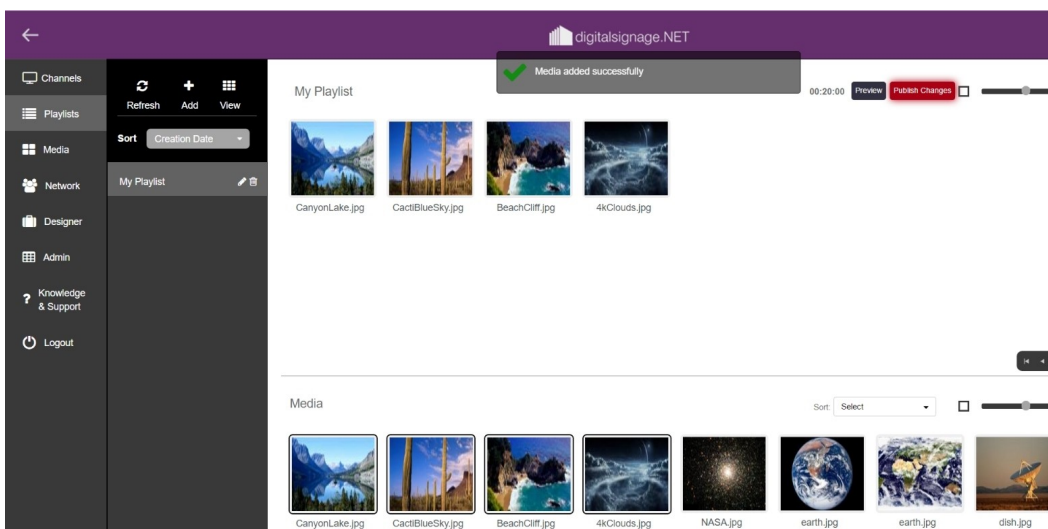 digitalsignage.NET
Media added successfully
Channels
Playlists
Media
Network
Designer
Admin
? Knowledge
& Support
Logout
Refresh Add View
Sort Creation Date
My Playlist
My Playlist
00:20:00 Preview Publish Changes
CanyonLake.jpg CactiBlueSky.jpg BeachCliff.jpg 4kClouds.jpg
Media
Sort: Select
CanyonLake.jpg CactiBlueSky.jpg BeachCliff.jpg 4kClouds.jpg NASA.jpg earth.jpg earth.jpg dish.jpg